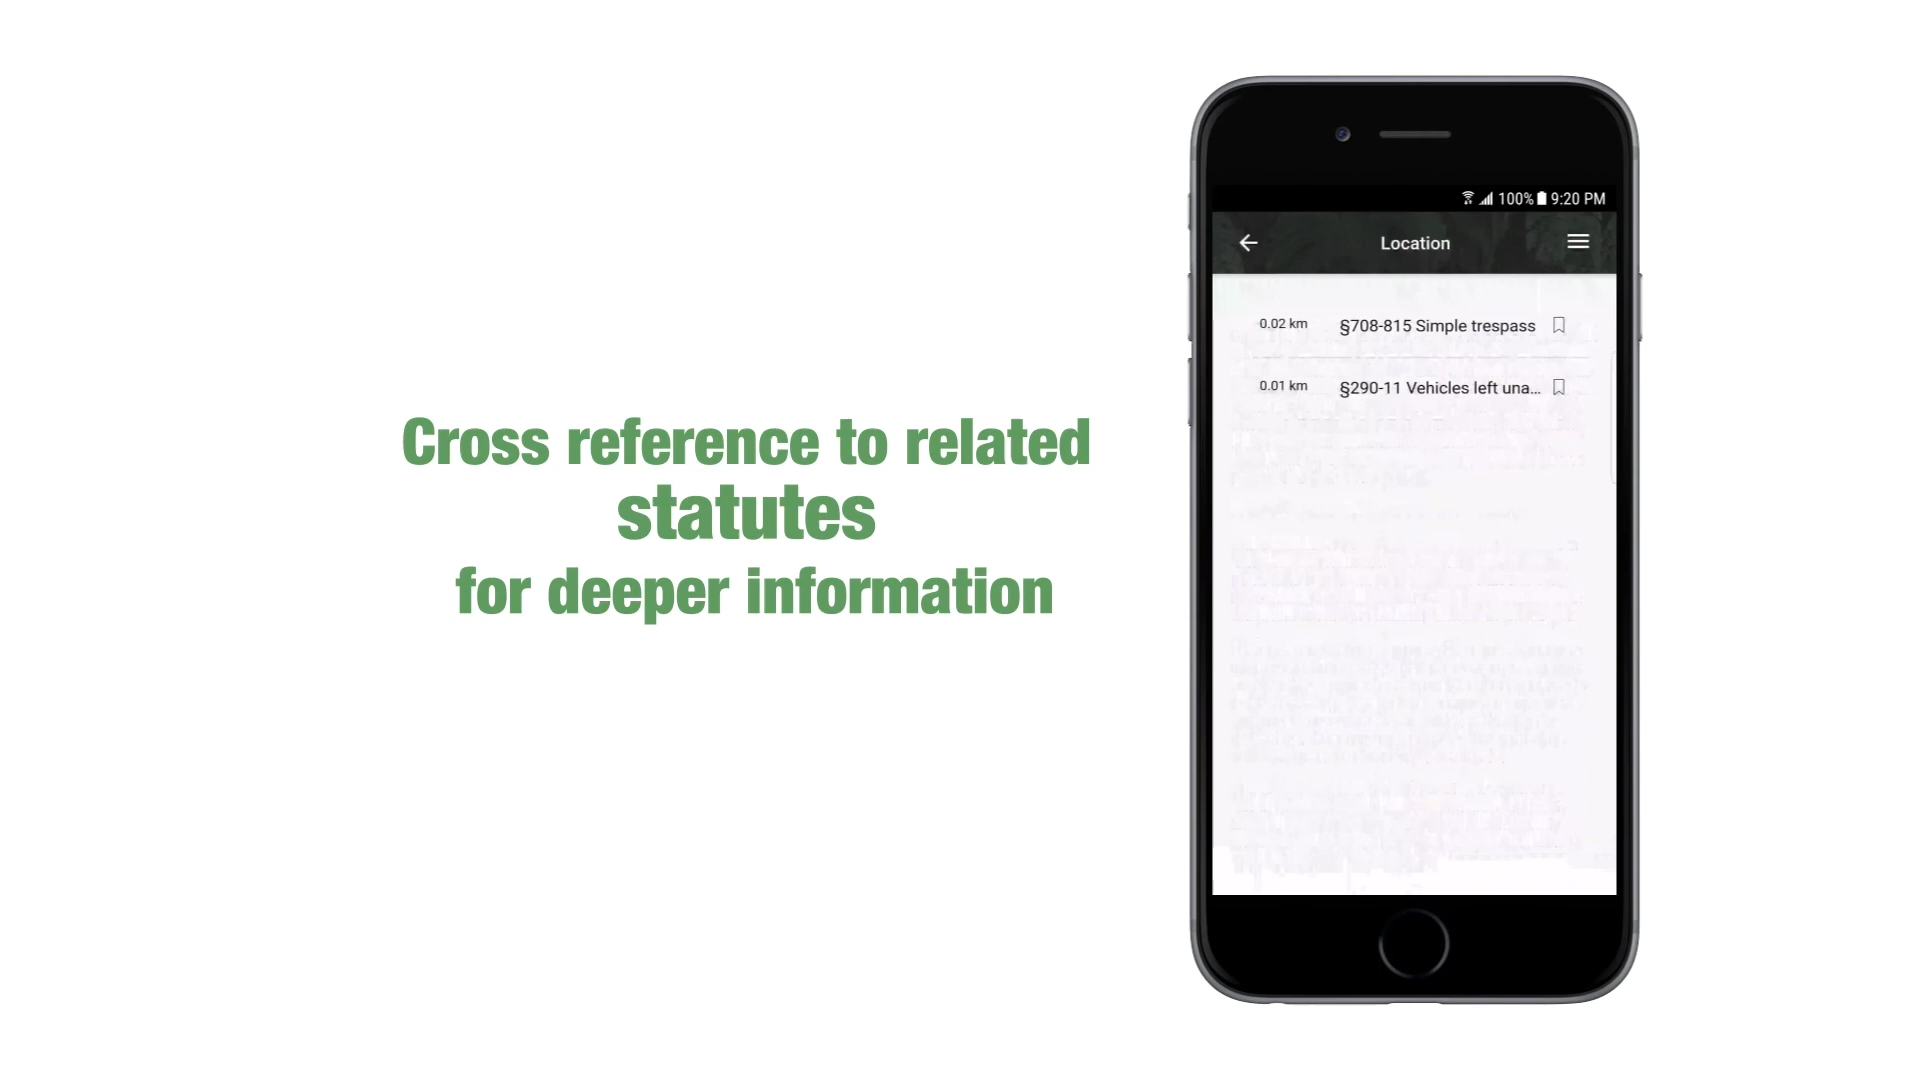 Cross reference to related
statutes
for deeper information
100% 9:20 PM
Location
0.02 km §708-815 Simple trespass
0.01 km §290-11 Vehicles left una...